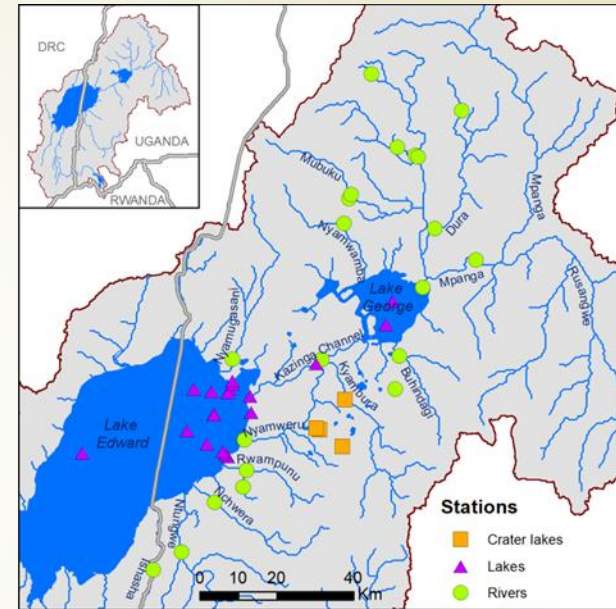 DRC
UGANDA
RWANDA
Mubuku
Nyamwamba
Dura
Mpanga
Mpanga
Rusangwe
Lake
George
Nyamugasani
Kazinga Channel
Kyambura
Buhindagi
Lake
Edward
Nyamweru
Rwampunu
Nchwera
Ntungwe
Ishasha
Stations
Crater lakes
Lakes
Rivers
0 10 20 40
Km